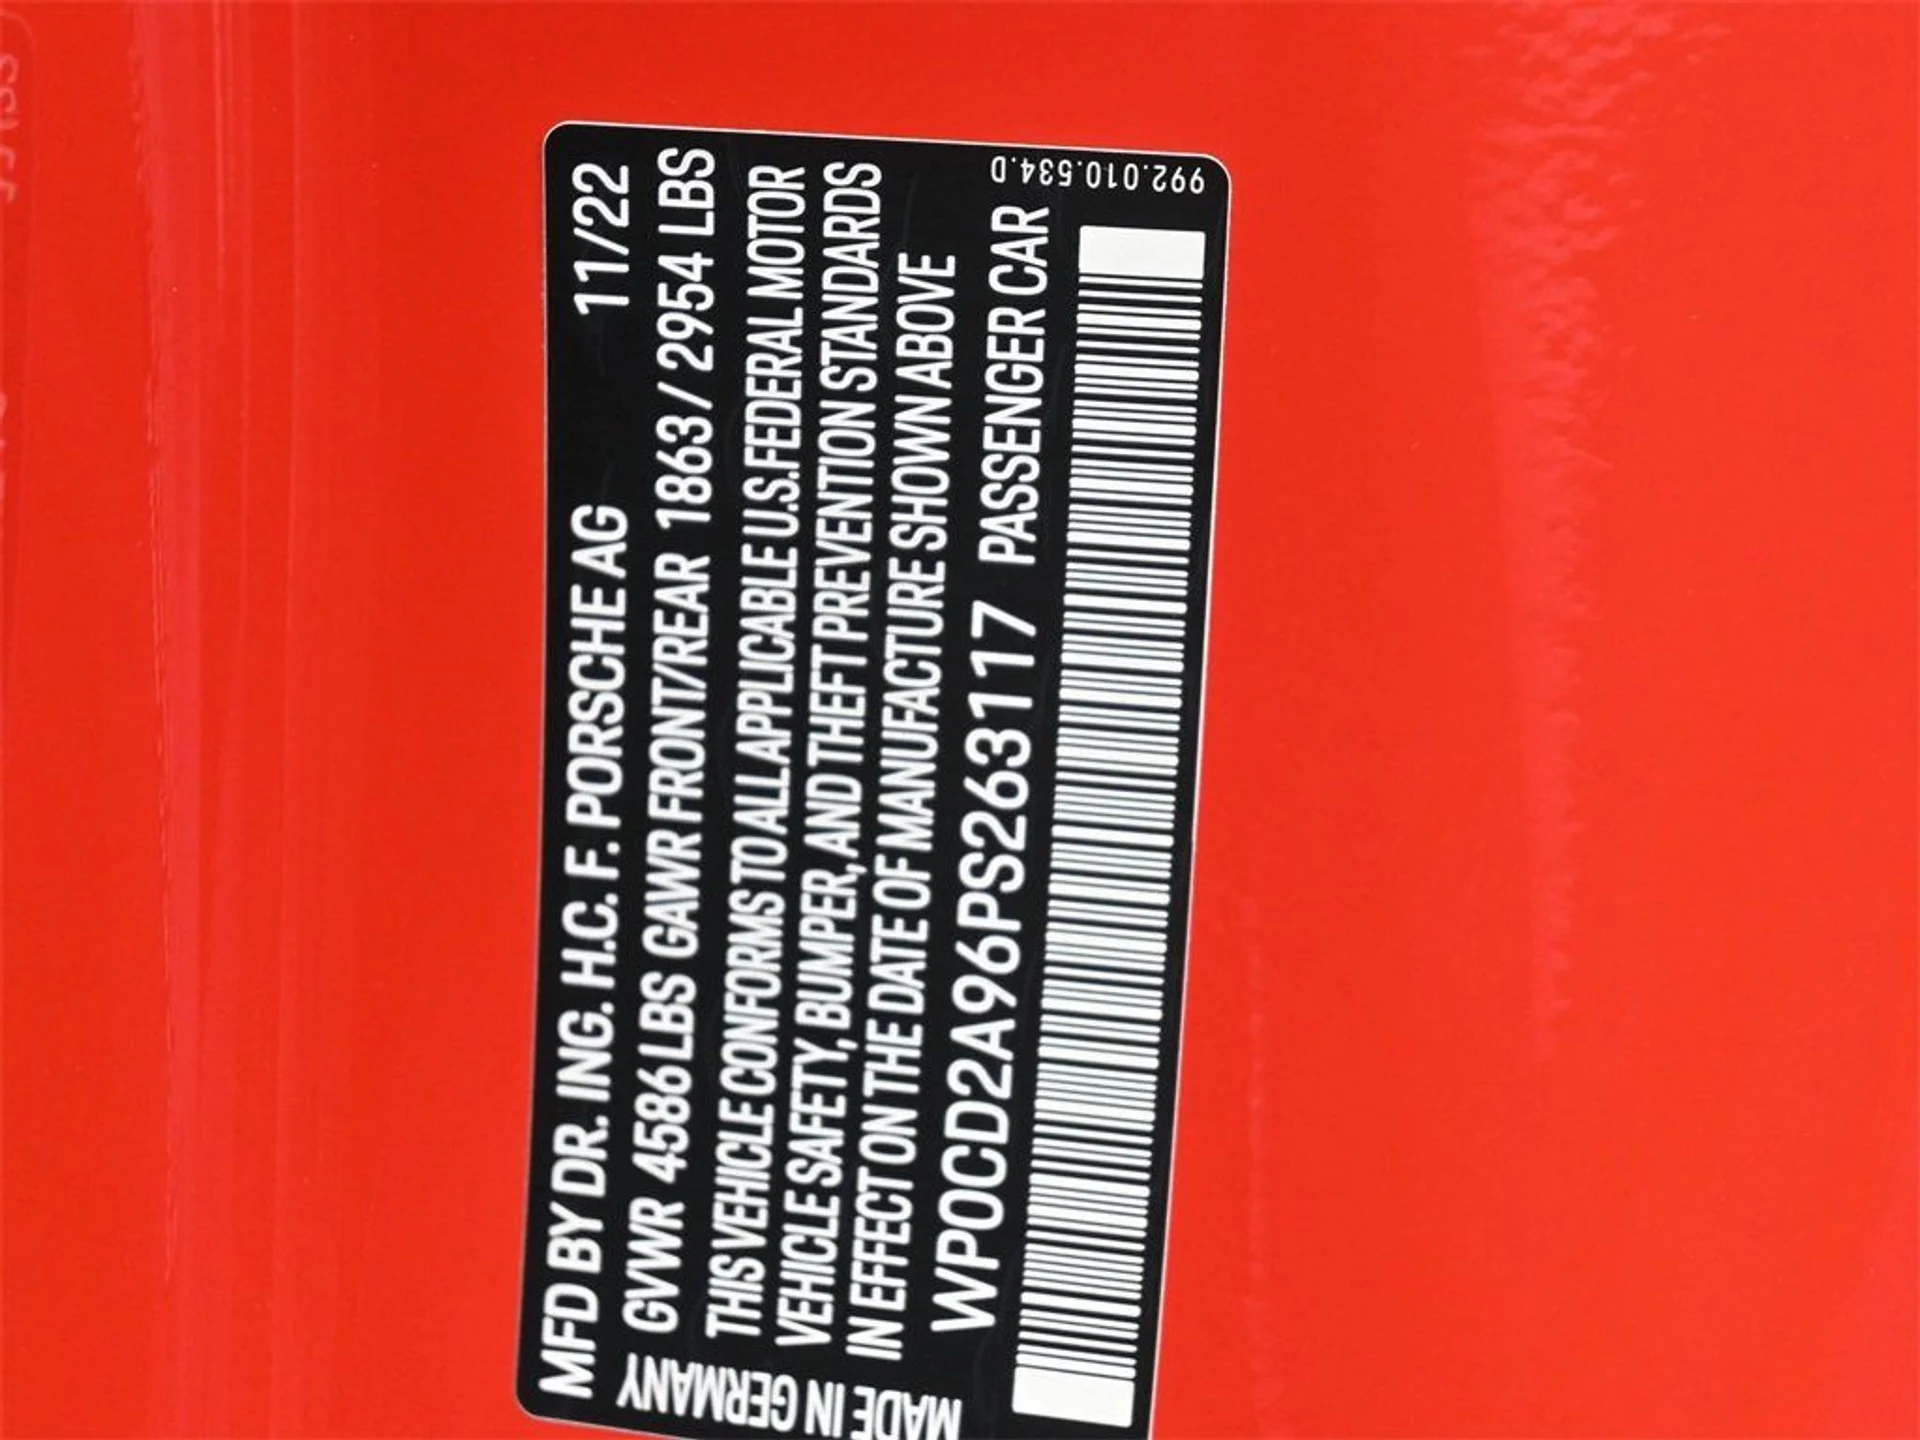 MFD BY DR. ING. H.C. F. PORSCHE AG 11/22
GVWR 4586 LBS GAWR FRONT/REAR 1863 / 2954 LBS
THIS VEHICLE CONFORMS TO ALL APPLICABLE U.S. FEDERAL MOTOR
VEHICLE SAFETY, BUMPER, AND THEFT PREVENTION STANDARDS
IN EFFECT ON THE DATE OF MANUFACTURE SHOWN ABOVE
WP0CD2A96PS263117 PASSENGER CAR
MADE IN GERMANY
992.010.534.D